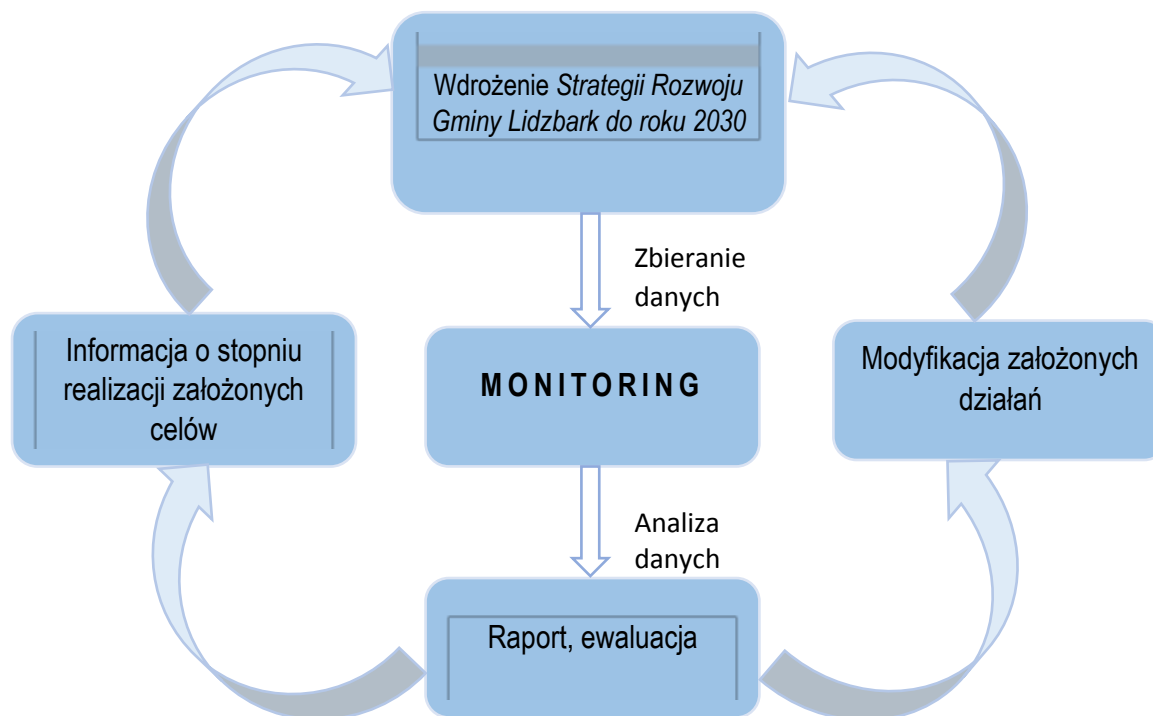 Wdrożenie Strategii Rozwoju
Gminy Lidzbark do roku 2030
Zbieranie
danych
Informacja o stopniu
realizacji założonych
celów
MONITORING
Modyfikacja założonych
działań
Analiza
danych
Raport, ewaluacja